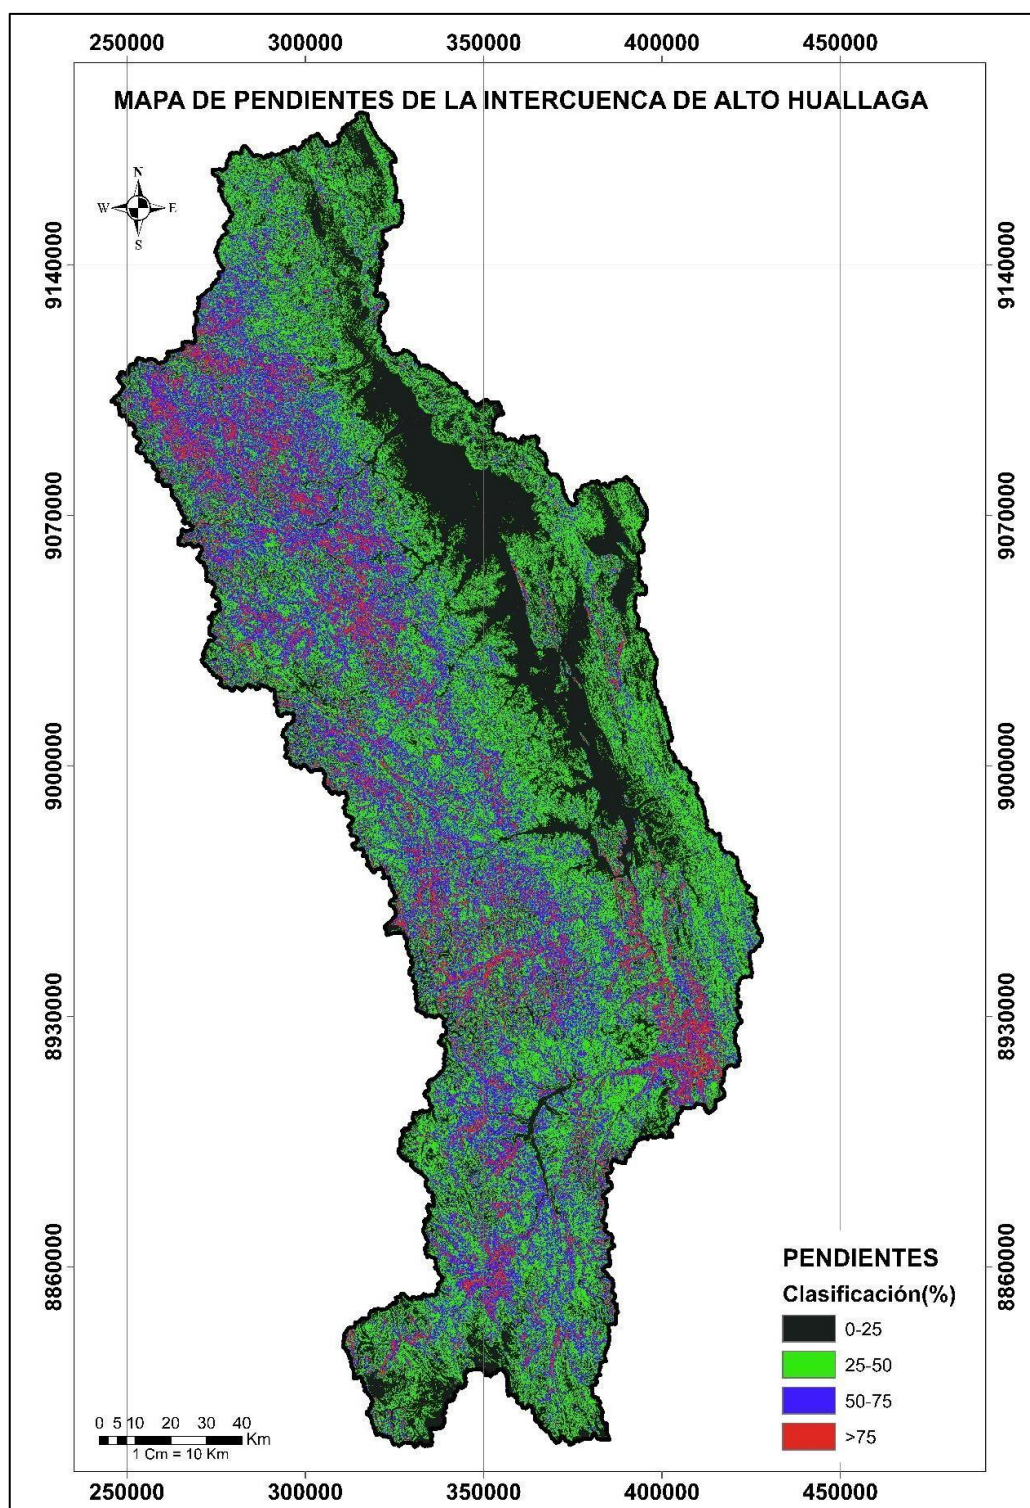 250000 300000 350000 400000 450000
MAPA DE PENDIENTES DE LA INTERCUENCA DE ALTO HUALLAGA
N
W E
S
9140000 9140000
9070000 9070000
9000000 9000000
8930000 8930000
8860000 8860000
PENDIENTES
Clasificación(%)
0-25
25-50
50-75
>75
0 5 10 20 30 40
Km
1 Cm = 10 Km
250000 300000 350000 400000 450000